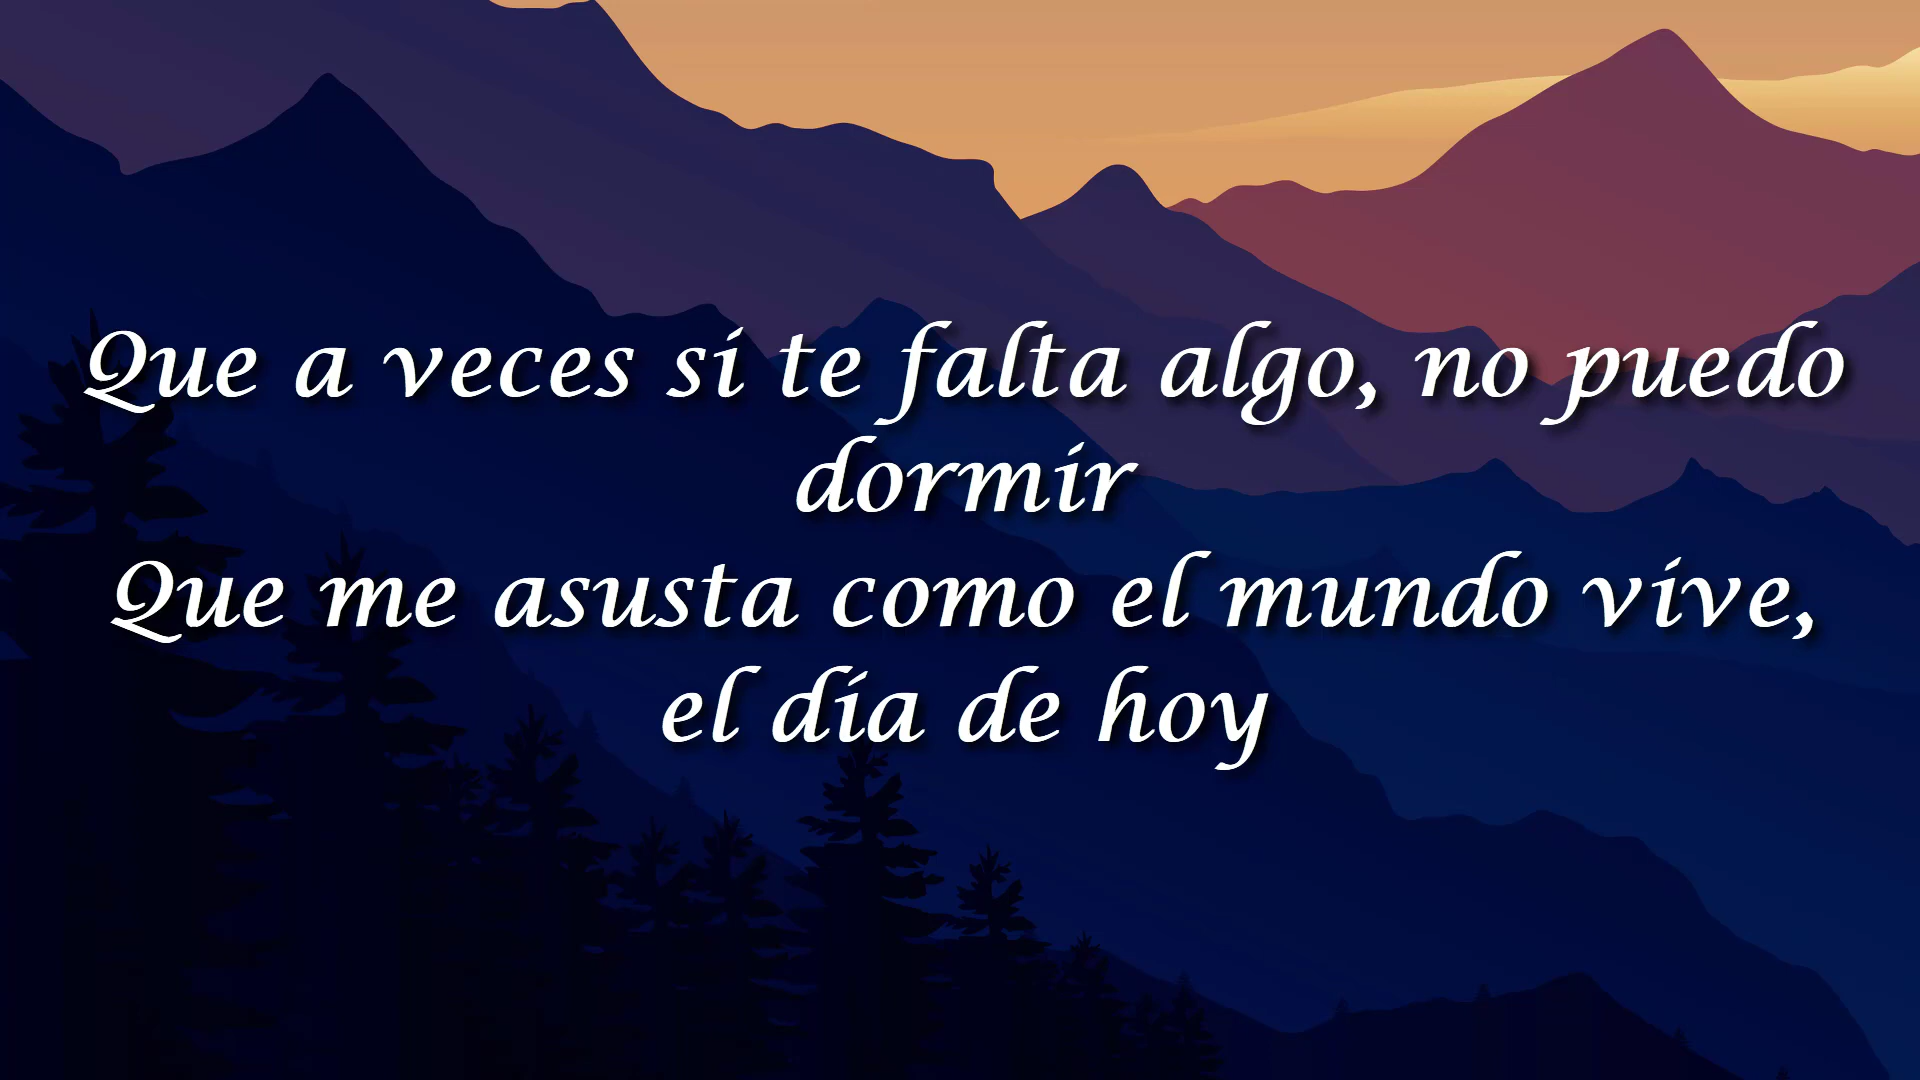 Que a veces si te falta algo, no puedo
dormir
Que me asusta como el mundo vive,
el día de hoy